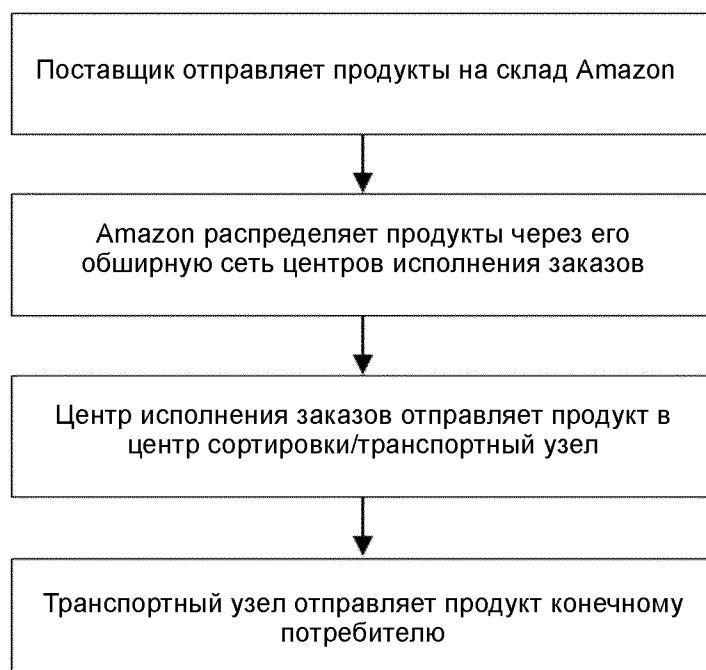 Поставщик отправляет продукты на склад Amazon
Amazon распределяет продукты через его
обширную сеть центров исполнения заказов
Центр исполнения заказов отправляет продукт в
центр сортировки/транспортный узел
Транспортный узел отправляет продукт конечному
потребителю